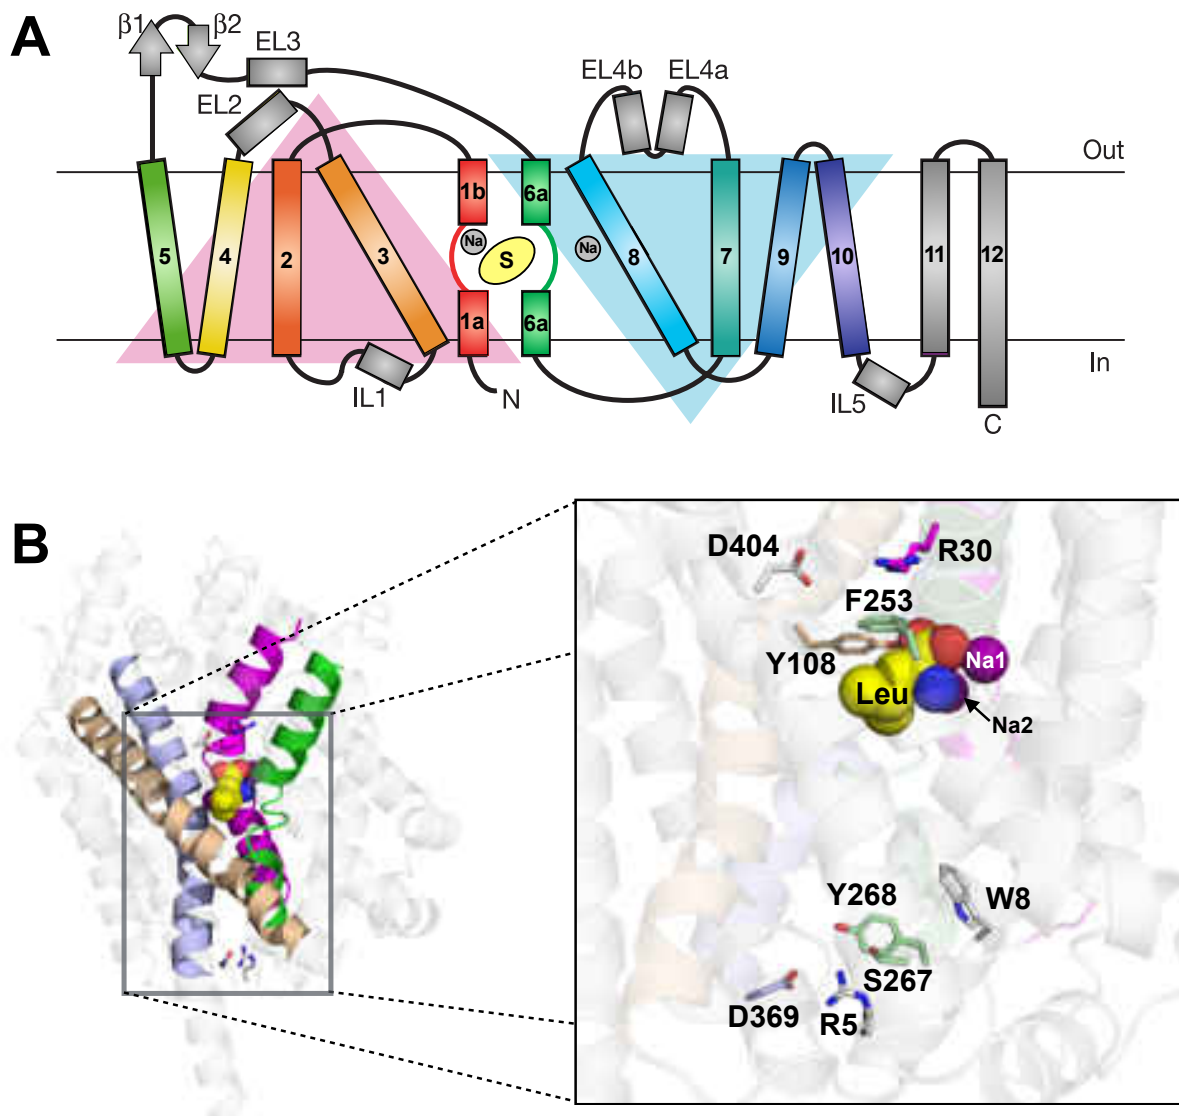 A
β1
β2
EL3
EL2
EL4b
EL4a
Out
1b
6a
Na
S
Na
5
4
2
3
8
7
9
10
11
12
1a
6a
In
IL1
N
IL5
C
B
D404
R30
F253
Y108
Na1
Leu
Na2
Y268
W8
S267
D369
R5